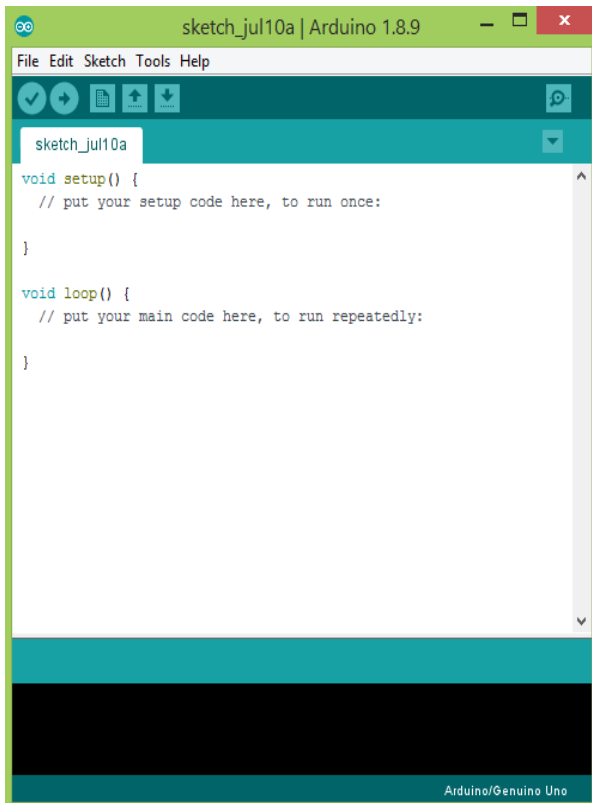 sketch_jul10a | Arduino 1.8.9
File Edit Sketch Tools Help
sketch_jul10a
void setup() {
  // put your setup code here, to run once:
}
void loop() {
  // put your main code here, to run repeatedly:
}
Arduino/Genuino Uno